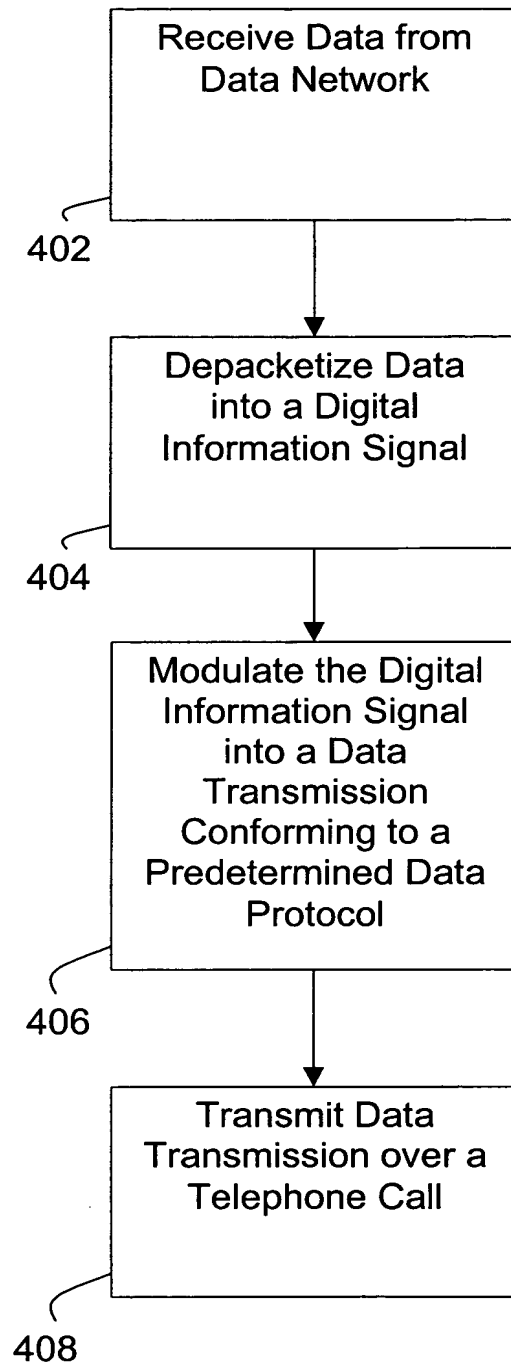 Receive Data from
Data Network
402
Depacketize Data
into a Digital
Information Signal
404
Modulate the Digital
Information Signal
into a Data
Transmission
Conforming to a
Predetermined Data
Protocol
406
Transmit Data
Transmission over a
Telephone Call
408